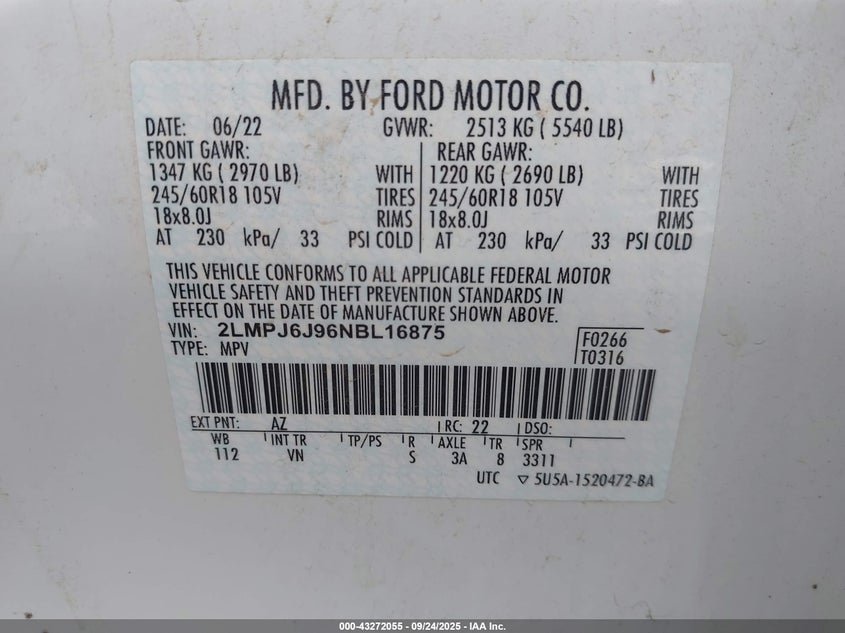 MFD. BY FORD MOTOR CO.
DATE: 06/22 GVWR: 2513 KG ( 5540 LB)
FRONT GAWR: REAR GAWR:
1347 KG ( 2970 LB) WITH 1220 KG ( 2690 LB) WITH
245/60R18 105V TIRES 245/60R18 105V TIRES
18x8.0J RIMS 18x8.0J RIMS
AT 230 kPa/ 33 PSI COLD AT 230 kPa/ 33 PSI COLD
THIS VEHICLE CONFORMS TO ALL APPLICABLE FEDERAL MOTOR
VEHICLE SAFETY AND THEFT PREVENTION STANDARDS IN
EFFECT ON THE DATE OF MANUFACTURE SHOWN ABOVE.
VIN: 2LMPJ6J96NBL16875 F0266
TYPE: MPV T0316
EXT PNT: AZ RC: 22 DSO:
WB INT TR TP/PS R AXLE TR SPR
112 VN S 3A 8 3311
UTC ▽ 5U5A-1520472-BA
000-43272055 - 09/24/2025 - IAA Inc.